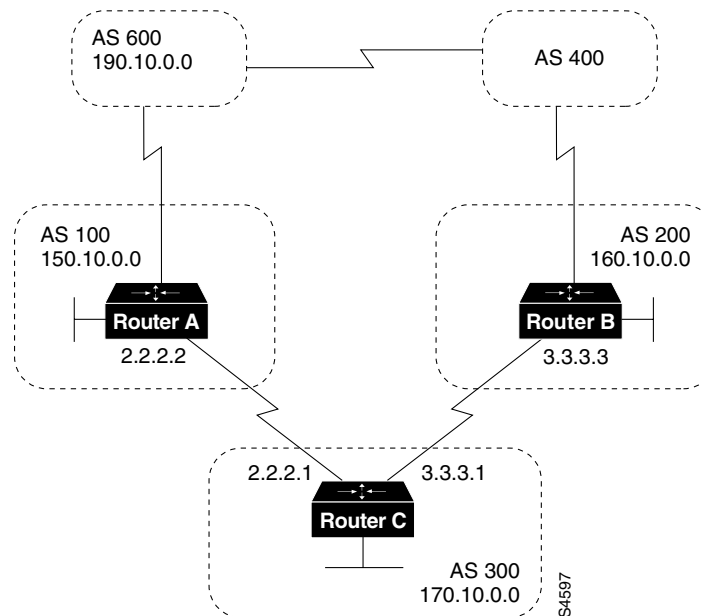 AS 600
190.10.0.0
AS 400
AS 100
150.10.0.0
AS 200
160.10.0.0
Router A
Router B
2.2.2.2
3.3.3.3
2.2.2.1
3.3.3.1
Router C
AS 300
170.10.0.0
S4597